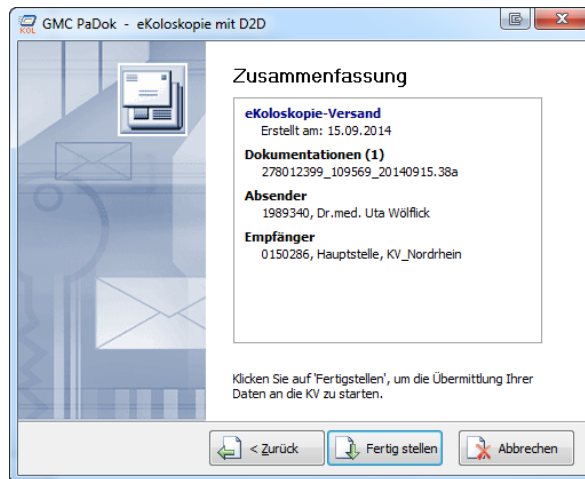 KOL GMC PaDok - eKoloskopie mit D2D
Zusammenfassung
eKoloskopie-Versand
Erstellt am: 15.09.2014
Dokumentationen (1)
278012399_109569_20140915.38a
Absender
1989340, Dr.med. Uta Wölflick
Empfänger
0150286, Hauptstelle, KV_Nordrhein
Klicken Sie auf 'Fertigstellen', um die Übermittlung Ihrer
Daten an die KV zu starten.
< Zurück Fertig stellen Abbrechen